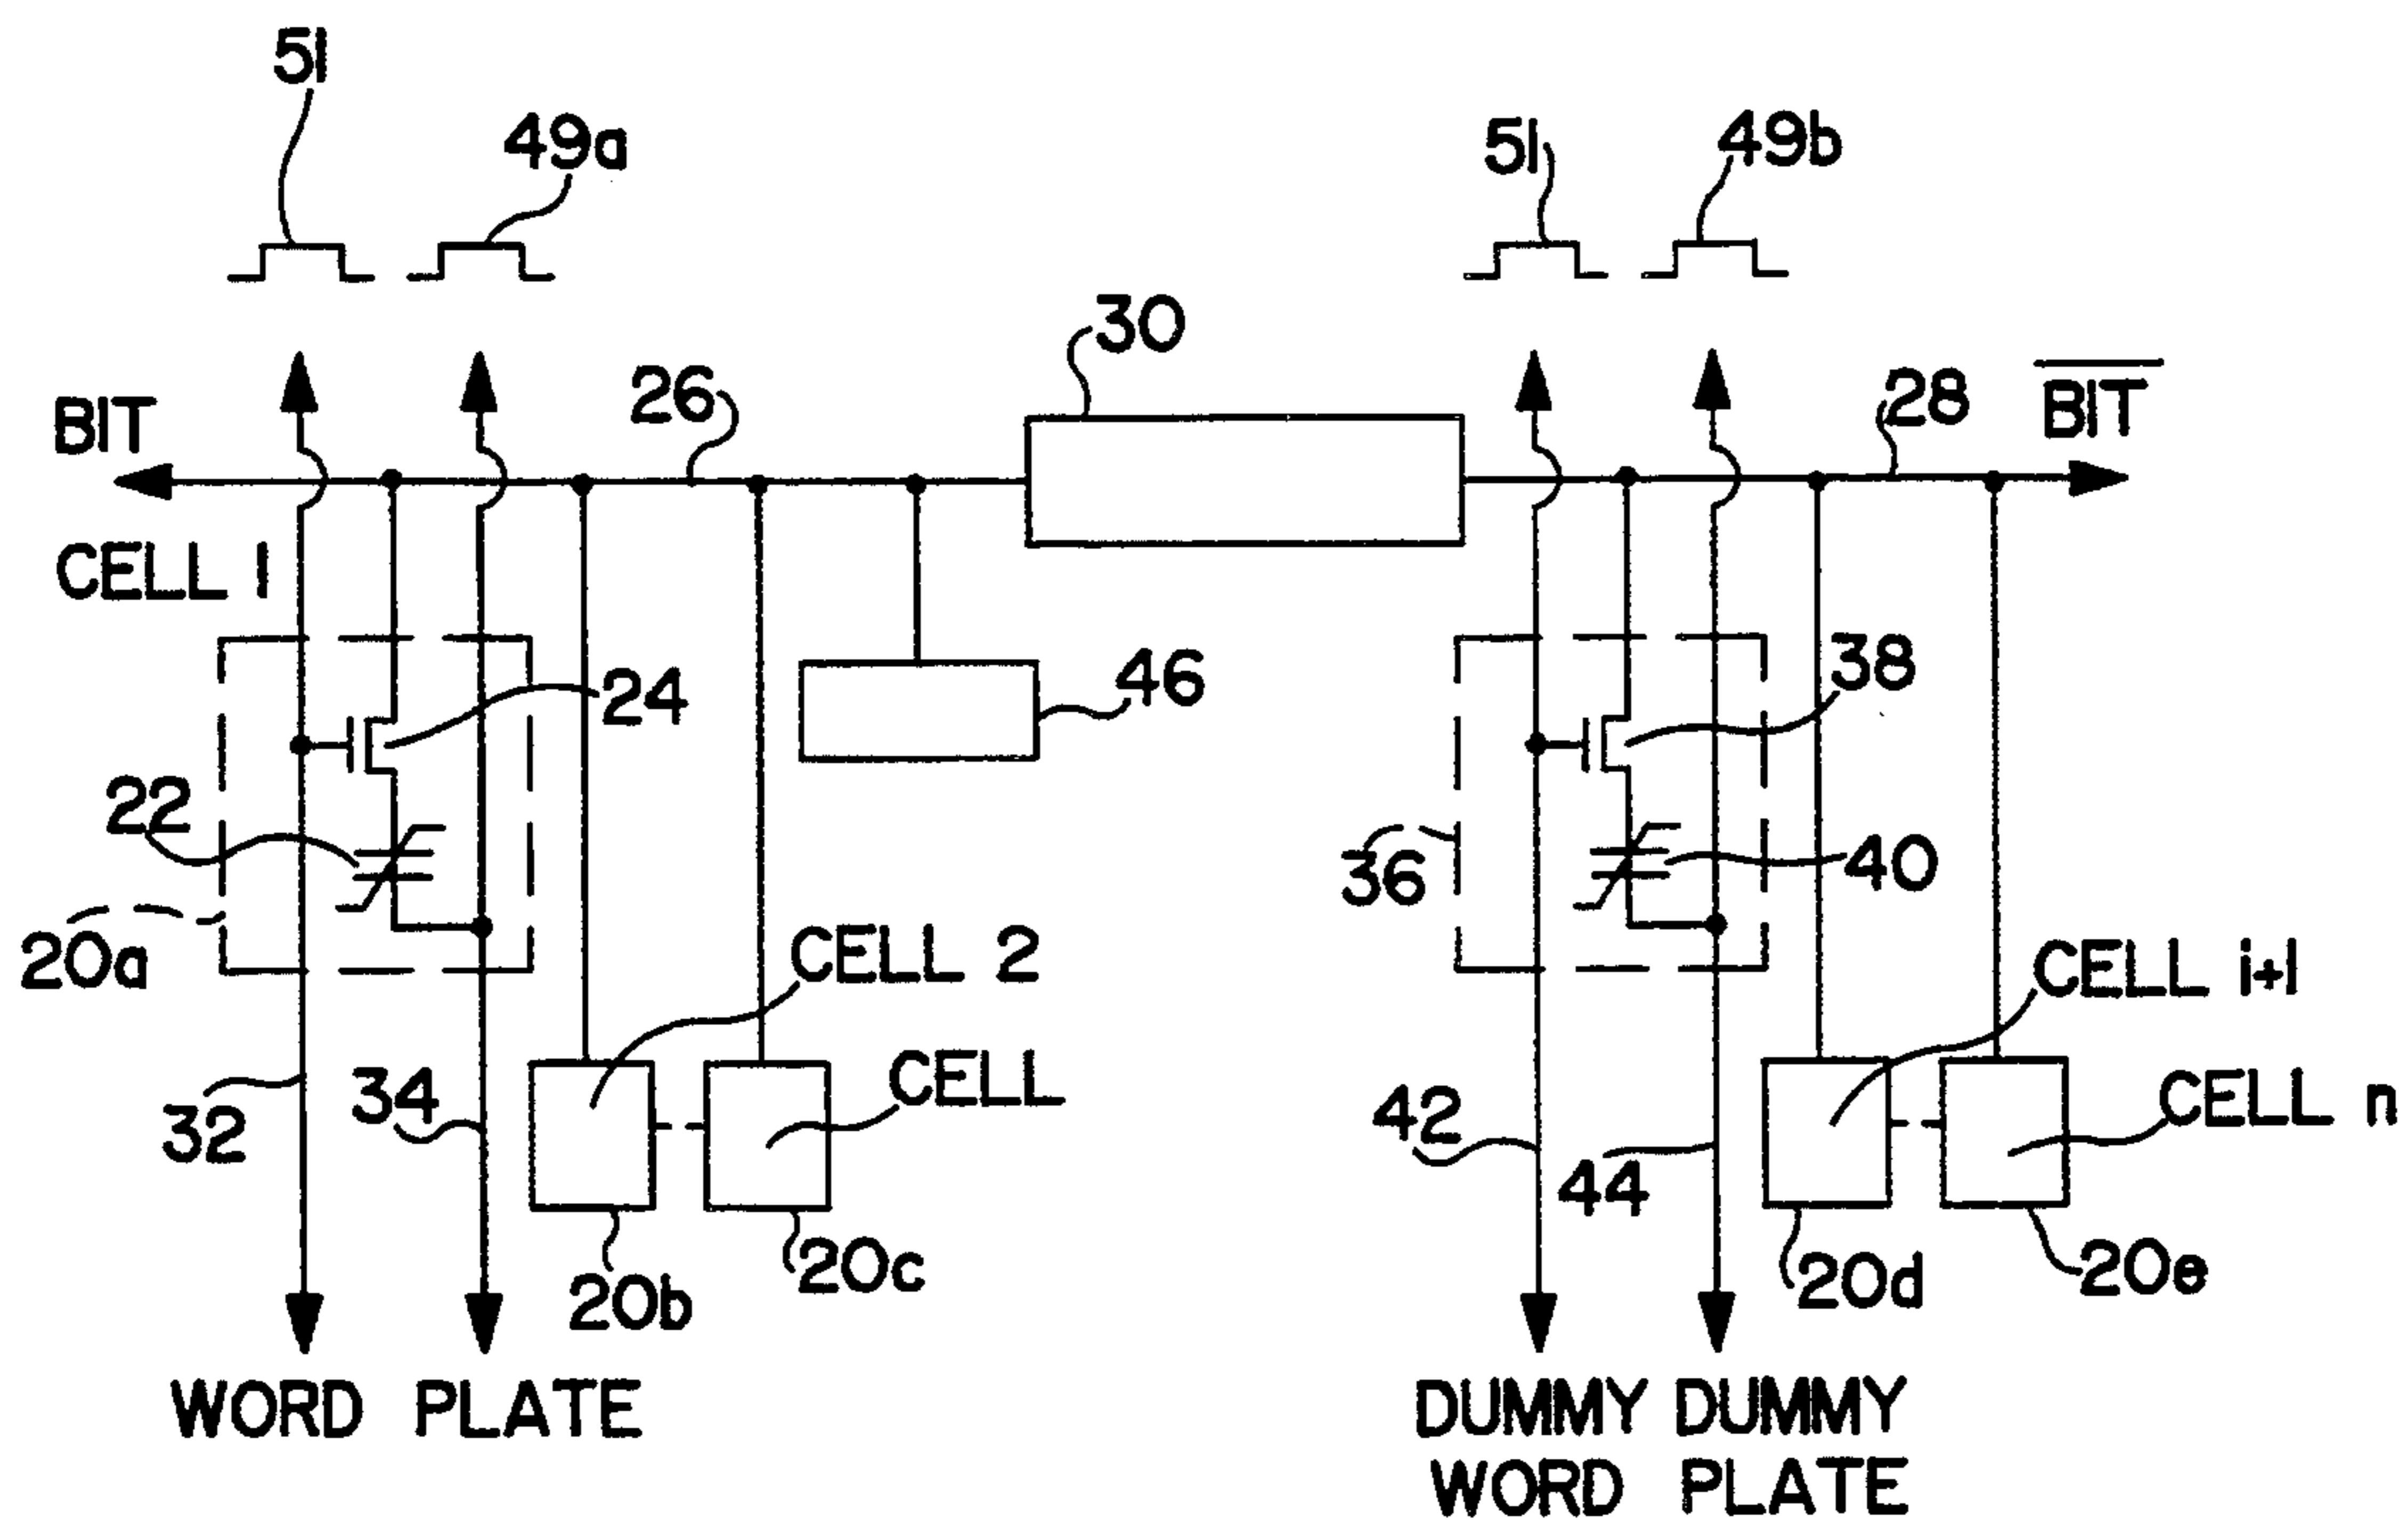 51
49a
51
49b
30
BIT
26
28
BIT
CELL 1
24
46
38
22
36
40
20a
CELL 2
CELL i+1
CELL
CELL n
32
34
42
44
20b
20c
20d
20e
WORD PLATE
DUMMY DUMMY
WORD PLATE